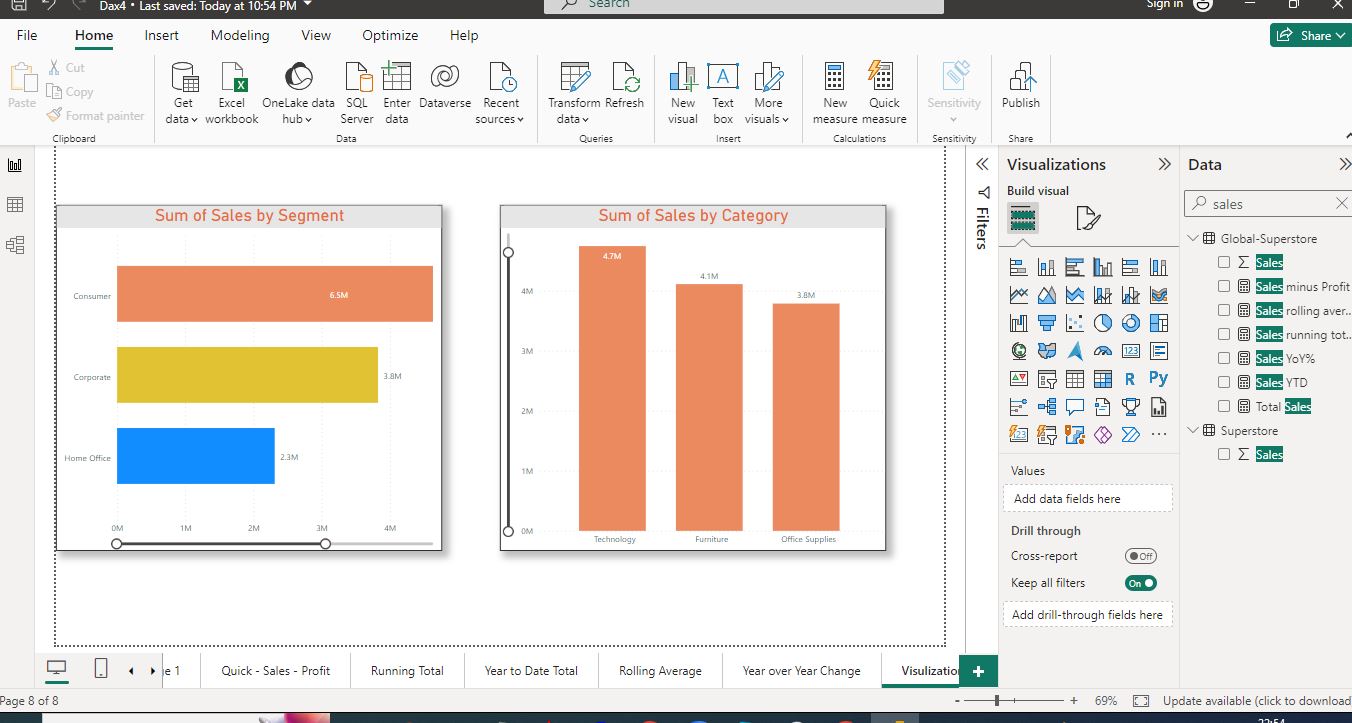 Dax4 • Last saved: Today at 10:54 PM
Search
Sign in
File Home Insert Modeling View Optimize Help
Share
Paste
Cut
Copy
Format painter
Clipboard
Get data
Excel workbook
OneLake data hub
SQL Server
Enter data
Dataverse
Recent sources
Data
Transform data
Refresh
Queries
New visual
Text box
More visuals
Insert
New measure
Quick measure
Calculations
Sensitivity
Sensitivity
Publish
Share
Sum of Sales by Segment
Consumer
6.5M
Corporate
3.8M
Home Office
2.3M
0M 1M 2M 3M 4M
Sum of Sales by Category
4.7M
4.1M
3.8M
4M
3M
2M
1M
0M
Technology Furniture Office Supplies
Filters
Visualizations
Build visual
123
R
Py
123
Values
Add data fields here
Drill through
Cross-report
Off
Keep all filters
On
Add drill-through fields here
Data
sales
Global-Superstore
Sales
Sales minus Profit
Sales rolling aver...
Sales running tot...
Sales YoY%
Sales YTD
Total Sales
Superstore
Sales
ge 1
Quick - Sales - Profit
Running Total
Year to Date Total
Rolling Average
Year over Year Change
Visulizatio
Page 8 of 8
69%
Update available (click to download
22:54